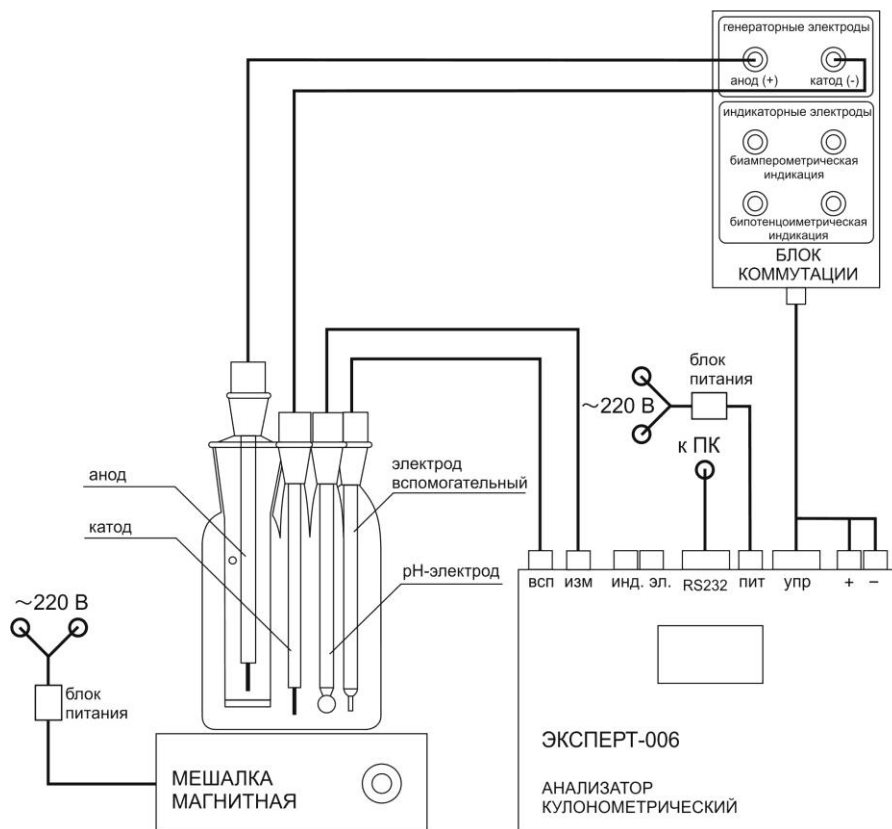 генераторные электроды
анод (+)
катод (-)
индикаторные электроды
биамперометрическая
индикация
бипотенцоиметрическая
индикация
БЛОК
КОММУТАЦИИ
блок
питания
~220 В
к ПК
анод
катод
электрод
вспомогательный
pH-электрод
~220 В
блок
питания
всп
изм
инд. эл.
RS232
пит
упр
+
−
МЕШАЛКА
МАГНИТНАЯ
ЭКСПЕРТ-006
АНАЛИЗАТОР
КУЛОНОМЕТРИЧЕСКИЙ